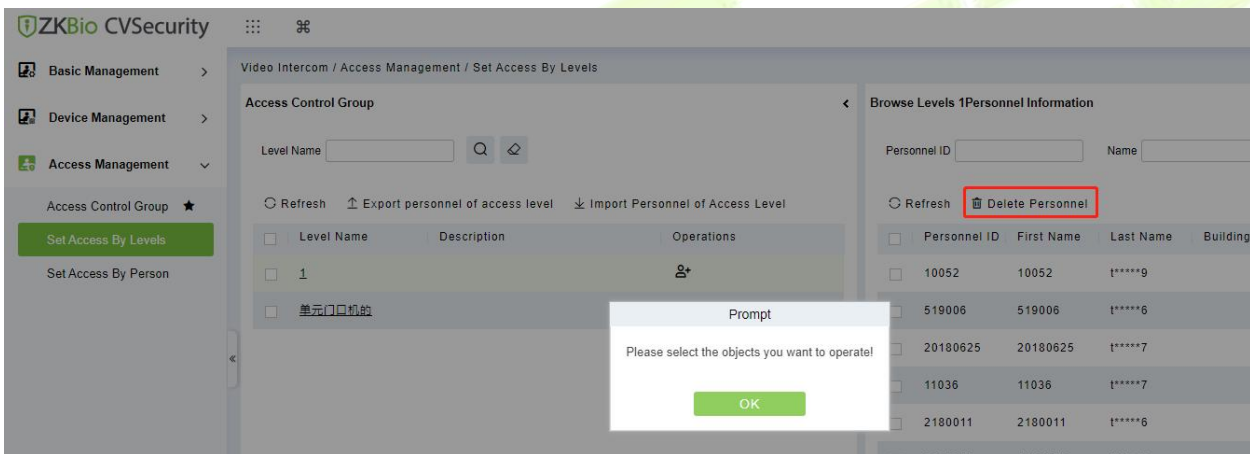 ZKBio CVSecurity
Basic Management
Device Management
Access Management
Access Control Group
Set Access By Levels
Set Access By Person
Video Intercom / Access Management / Set Access By Levels
Access Control Group
Level Name
Refresh Export personnel of access level Import Personnel of Access Level
Level Name Description Operations
1
单元门口机的
Browse Levels 1Personnel Information
Personnel ID Name
Refresh Delete Personnel
Personnel ID First Name Last Name Building
10052 10052 t*****9
519006 519006 t*****6
20180625 20180625 t*****7
11036 11036 t*****7
2180011 2180011 t*****6
Prompt
Please select the objects you want to operate!
OK